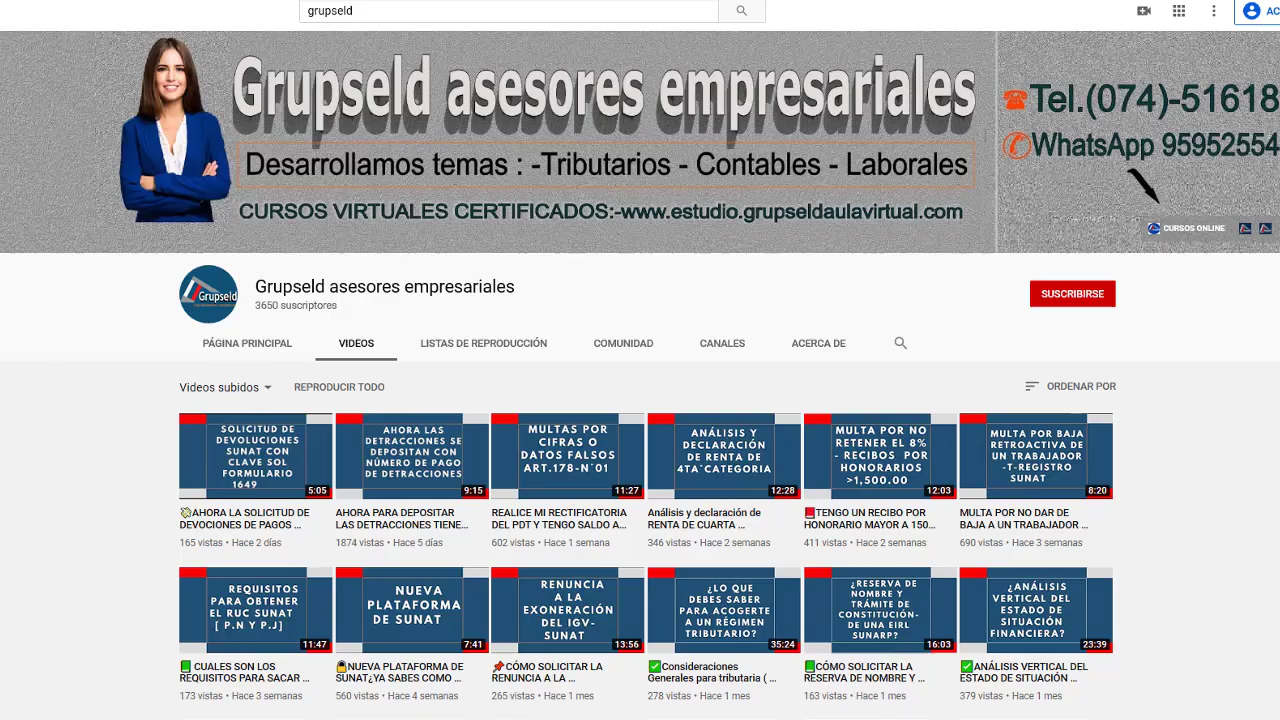 grupseld
AC
Grupseld asesores empresariales
Tel.(074)-51618
WhatsApp 95952554
Desarrollamos temas : -Tributarios - Contables - Laborales
CURSOS VIRTUALES CERTIFICADOS:-www.estudio.grupseldaulavirtual.com
CURSOS ONLINE
Grupseld
Grupseld asesores empresariales
3650 suscriptores
SUSCRIBIRSE
PÁGINA PRINCIPAL VIDEOS LISTAS DE REPRODUCCIÓN COMUNIDAD CANALES ACERCA DE
Videos subidos REPRODUCIR TODO ORDENAR POR
SOLICITUD DE
DEVOLUCIONES
SUNAT CON
CLAVE SOL
FORMULARIO
1649
5:05
AHORA LAS
DETRACCIONES SE
DEPOSITAN CON
NÚMERO DE PAGO
DE DETRACCIONES
9:15
MULTAS POR
CIFRAS O
DATOS FALSOS
ART.178-N°01
11:27
ANÁLISIS Y
DECLARACIÓN
DE RENTA DE
4TA°CATEGORIA
12:28
MULTA POR NO
RETENER EL 8%
- RECIBOS POR
HONORARIOS
>1,500.00
12:03
MULTA POR BAJA
RETROACTIVA DE
UN TRABAJADOR
-T-REGISTRO
SUNAT
8:20
AHORA LA SOLICITUD DE
DEVOCIONES DE PAGOS ...
165 vistas • Hace 2 días
AHORA PARA DEPOSITAR
LAS DETRACCIONES TIENE...
1874 vistas • Hace 5 días
REALICE MI RECTIFICATORIA
DEL PDT Y TENGO SALDO A...
602 vistas • Hace 1 semana
Análisis y declaración de
RENTA DE CUARTA ...
346 vistas • Hace 2 semanas
TENGO UN RECIBO POR
HONORARIO MAYOR A 150...
411 vistas • Hace 2 semanas
MULTA POR NO DAR DE
BAJA A UN TRABAJADOR ...
690 vistas • Hace 3 semanas
REQUISITOS
PARA OBTENER
EL RUC SUNAT
[ P.N Y P.J]
11:47
NUEVA
PLATAFORMA
DE SUNAT
7:41
RENUNCIA
A LA
EXONERACIÓN
DEL IGV-
SUNAT
13:56
¿LO QUE
DEBES SABER
PARA ACOGERTE
A UN RÉGIMEN
TRIBUTARIO?
35:24
¿RESERVA DE
NOMBRE Y
TRÁMITE DE
CONSTITUCIÓN-
DE UNA EIRL
SUNARP?
16:03
¿ANÁLISIS
VERTICAL DEL
ESTADO DE
SITUACIÓN
FINANCIERA?
23:39
CUALES SON LOS
REQUISITOS PARA SACAR ...
173 vistas • Hace 3 semanas
NUEVA PLATAFORMA DE
SUNAT¿YA SABES COMO ...
560 vistas • Hace 4 semanas
CÓMO SOLICITAR LA
RENUNCIA A LA ...
265 vistas • Hace 1 mes
Consideraciones
Generales para tributaria ( ...
278 vistas • Hace 1 mes
CÓMO SOLICITAR LA
RESERVA DE NOMBRE Y ...
163 vistas • Hace 1 mes
ANÁLISIS VERTICAL DEL
ESTADO DE SITUACIÓN ...
379 vistas • Hace 1 mes